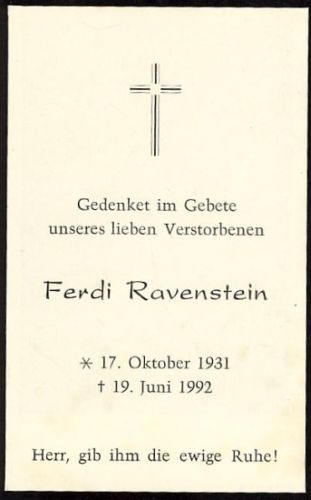 Gedenket im Gebete
unseres lieben Verstorbenen
Ferdi Ravenstein
* 17. Oktober 1931
† 19. Juni 1992
Herr, gib ihm die ewige Ruhe!